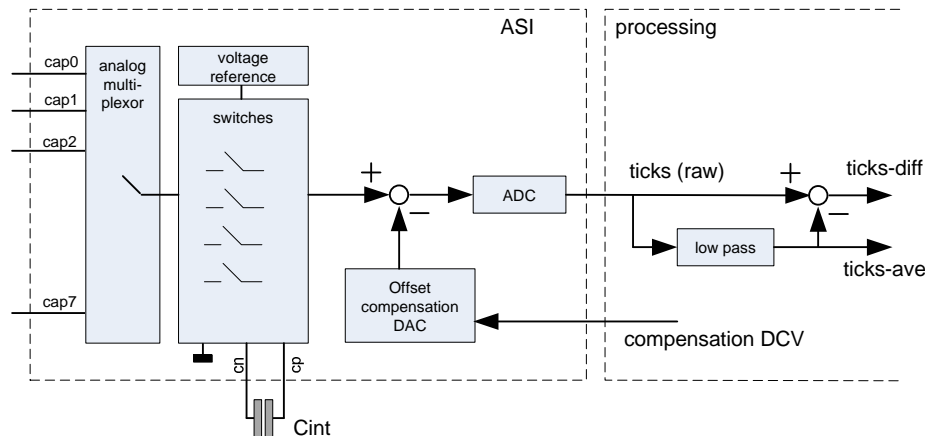 ASI
processing
cap0
cap1
cap2
cap7
analog
multi-
plexor
voltage
reference
switches
+
−
ADC
Offset
compensation
DAC
cn
cp
Cint
ticks (raw)
+
−
low pass
ticks-diff
ticks-ave
compensation DCV